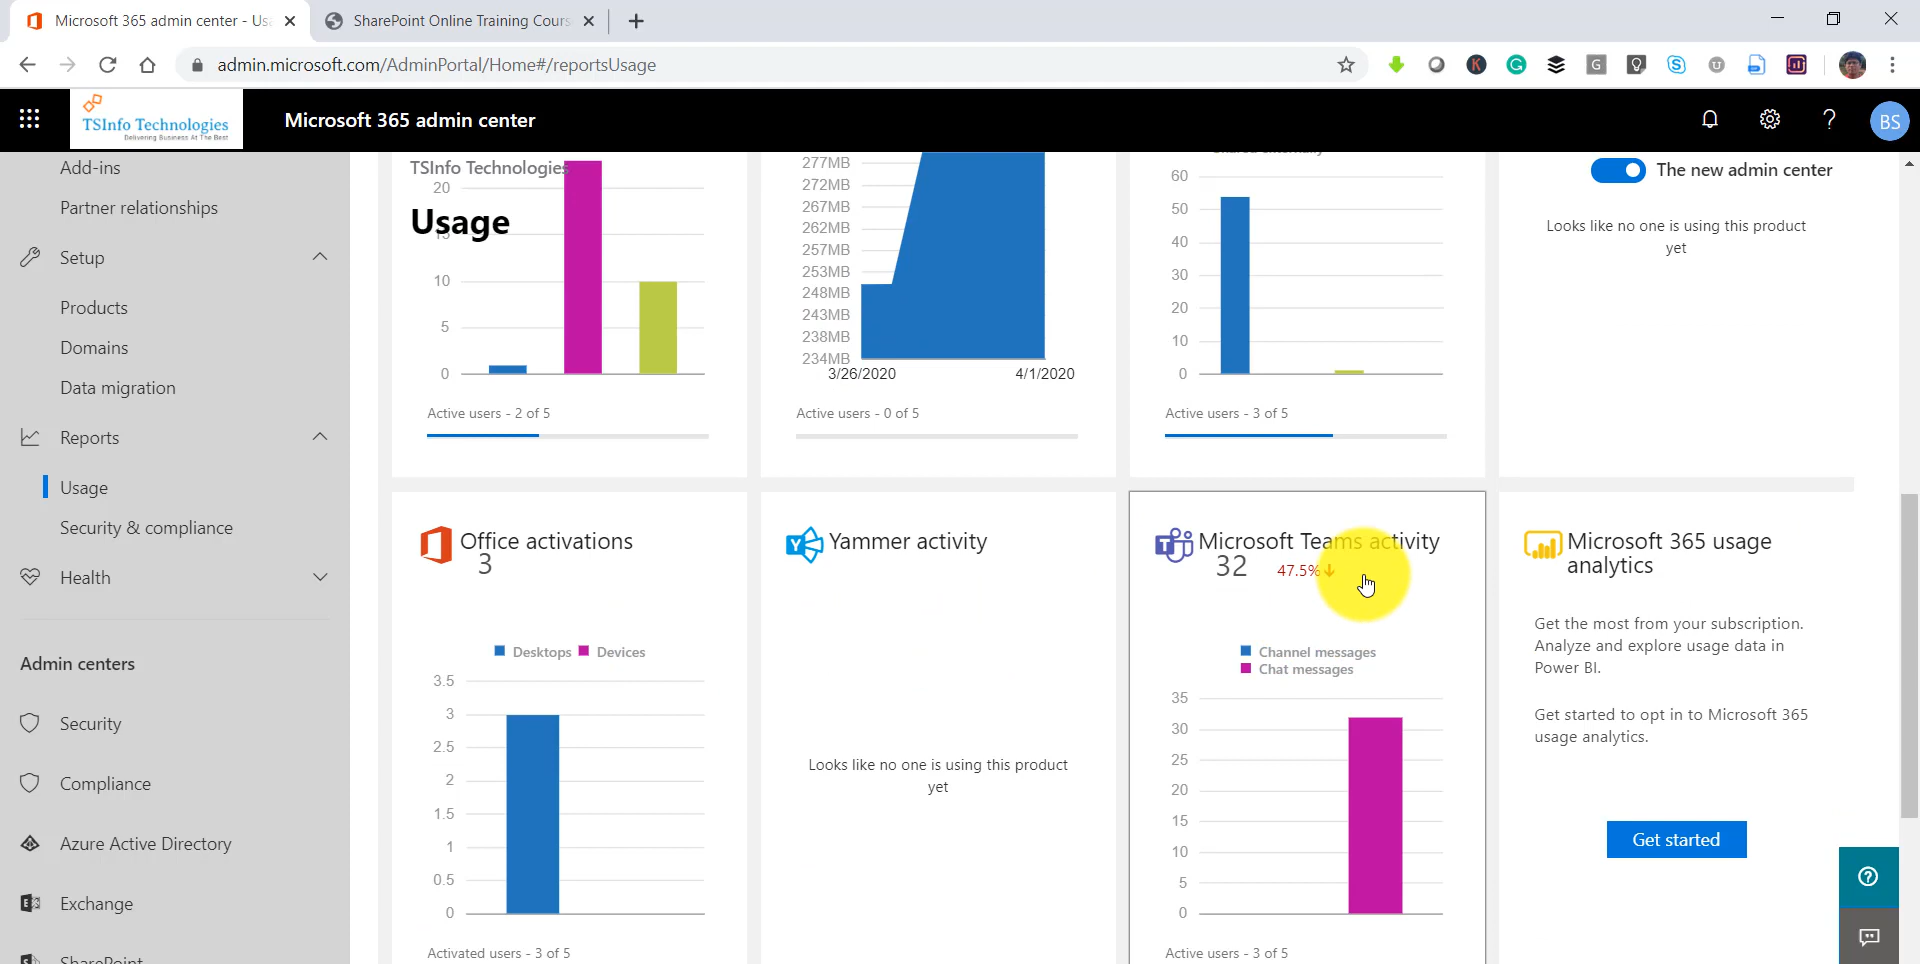 Microsoft 365 admin center - Us
SharePoint Online Training Cours
admin.microsoft.com/AdminPortal/Home#/reportsUsage
TSInfo Technologies
Delivering Business At The Best
Microsoft 365 admin center
BS
Add-ins
Partner relationships
Setup
Products
Domains
Data migration
Reports
Usage
Security & compliance
Health
Admin centers
Security
Compliance
Azure Active Directory
Exchange
SharePoint
TSInfo Technologies
Usage
20
15
10
5
0
Active users - 2 of 5
277MB
272MB
267MB
262MB
257MB
253MB
248MB
243MB
238MB
234MB
3/26/2020 4/1/2020
Active users - 0 of 5
60
50
40
30
20
10
0
Active users - 3 of 5
The new admin center
Looks like no one is using this product
yet
Office activations
3
Desktops Devices
3.5
3
2.5
2
1.5
1
0.5
0
Activated users - 3 of 5
Yammer activity
Looks like no one is using this product
yet
Microsoft Teams activity
32 47.5%
Channel messages
Chat messages
35
30
25
20
15
10
5
0
Active users - 3 of 5
Microsoft 365 usage
analytics
Get the most from your subscription.
Analyze and explore usage data in
Power BI.
Get started to opt in to Microsoft 365
usage analytics.
Get started